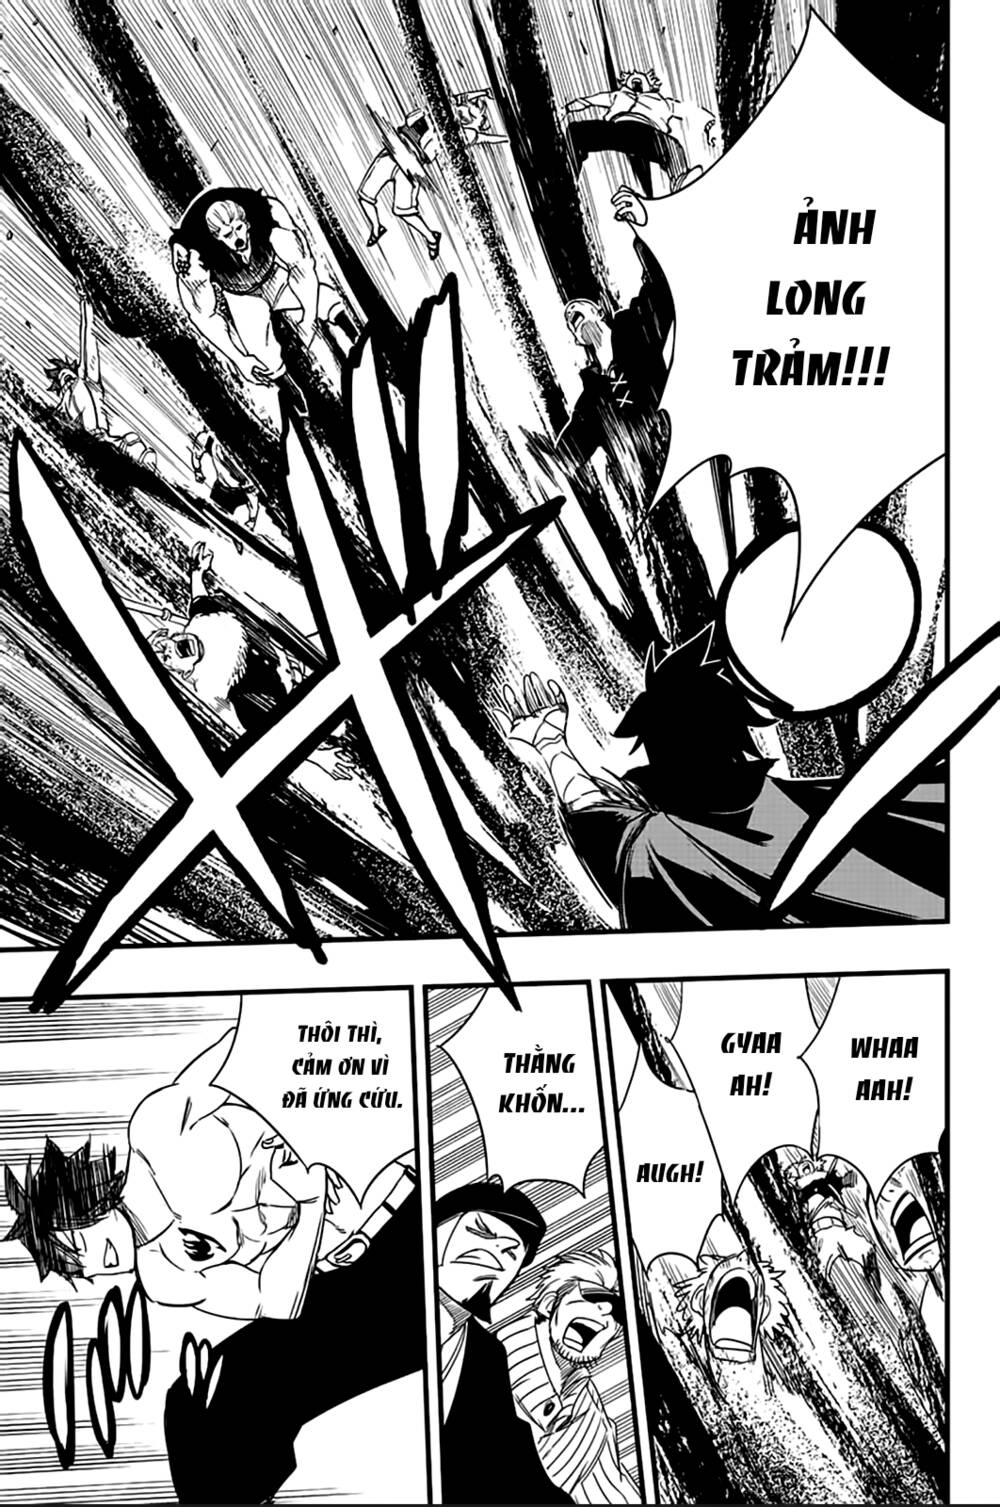 ẢNH
LONG
TRẢM!!!
WHAA
AAH!
GYAA
AH!
AUGH!
THẰNG
KHỐN...
THÔI THÌ,
CẢM ƠN VÌ
ĐÃ ỨNG CỨU.